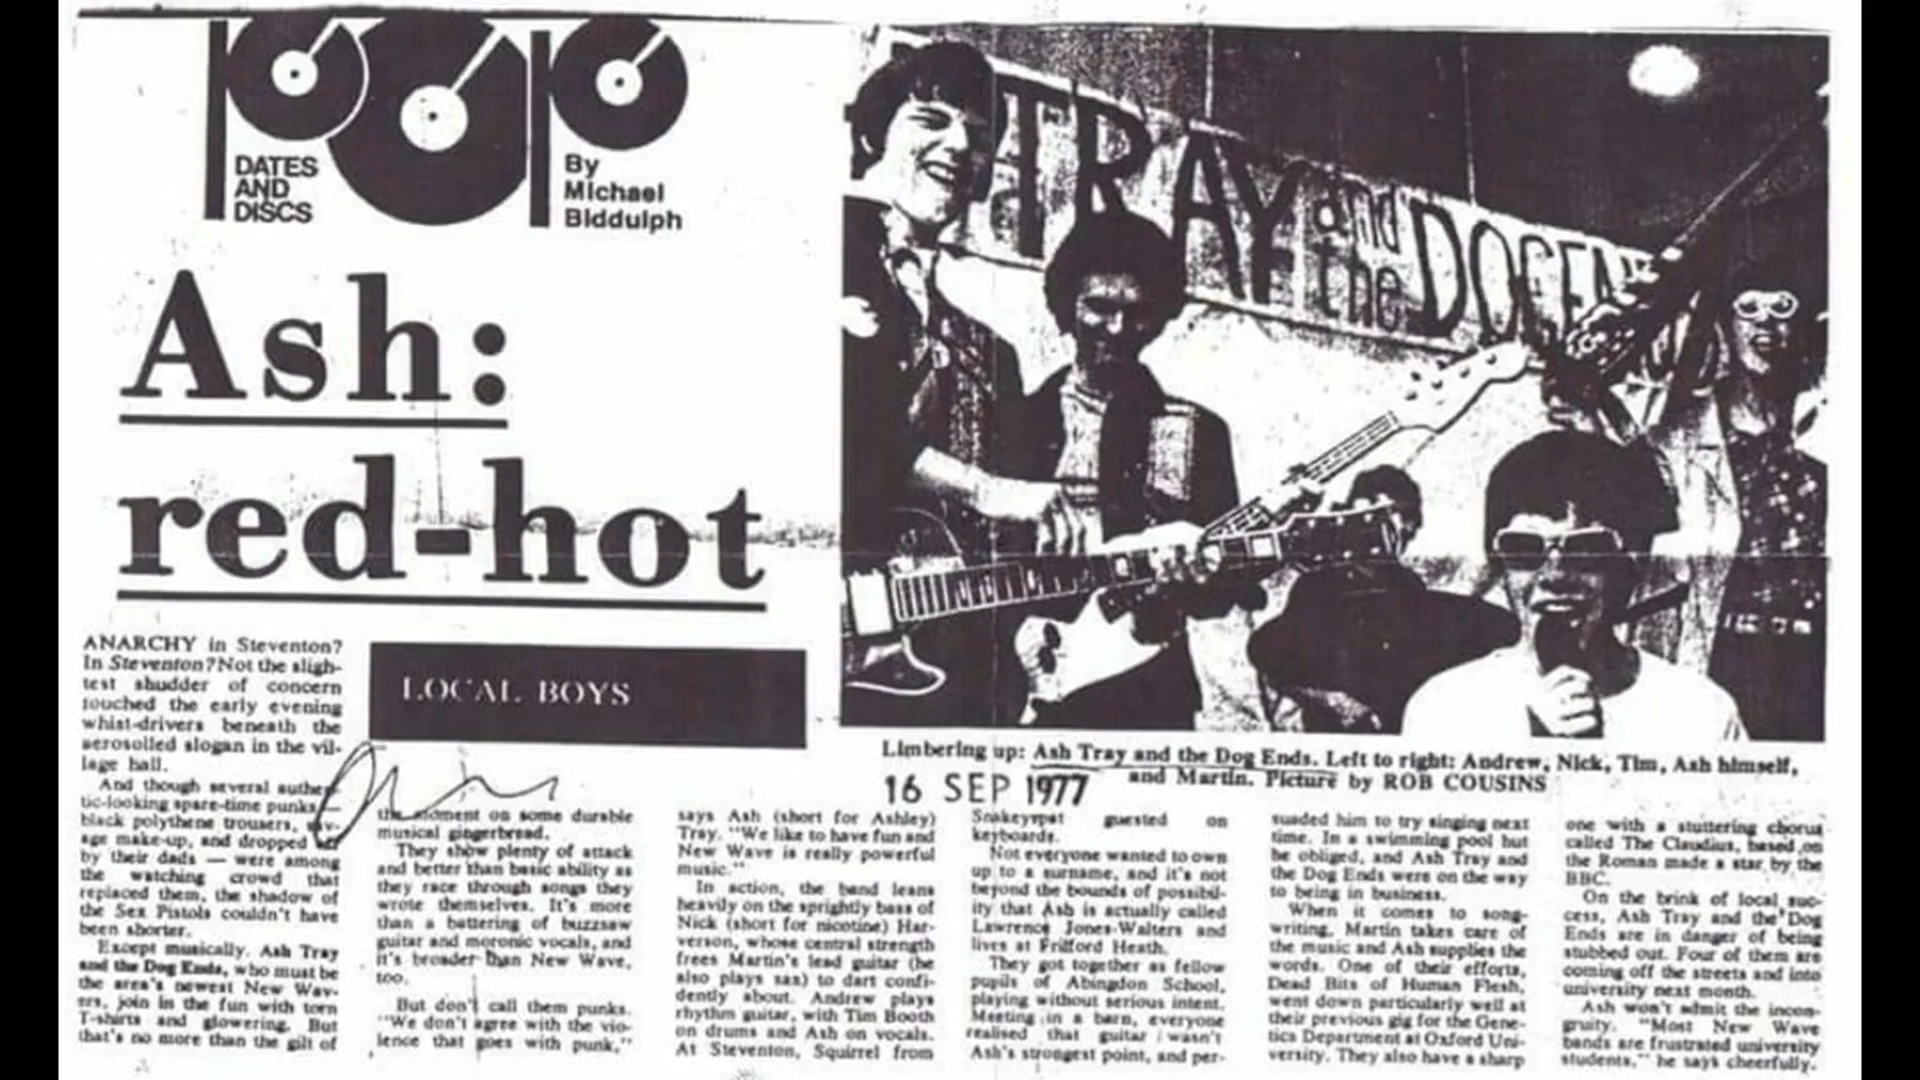 pop
DATES
AND
DISCS
By
Michael
Biddulph
Ash:
red-hot
LOCAL BOYS
TRAY and the DOGEN
Limbering up: Ash Tray and the Dog Ends. Left to right: Andrew, Nick, Tim, Ash himself,
and Martin. Picture by ROB COUSINS
16 SEP 1977
ANARCHY in Steventon?
In Steventon? Not the sligh-
test shudder of concern
touched the early evening
whist-drivers beneath the
aerosolled slogan in the vil-
lage hall.
And though several authen-
tic-looking spare-time punks —
black polythene trousers, sav-
age make-up, and dropped off
by their dads — were among
the watching crowd that
replaced them, the shadow of
the Sex Pistols couldn't have
been shorter.
Except musically. Ash Tray
and the Dog Ends, who must be
the area's newest New Wav-
ers, join in the fun with torn
T-shirts and glowering. But
that's no more than the gilt of
the moment on some durable
musical gingerbread.
They show plenty of attack
and better than basic ability as
they race through songs they
wrote themselves. It's more
than a battering of buzzsaw
guitar and moronic vocals, and
it's broader than New Wave,
too.
But don't call them punks.
"We don't agree with the vio-
lence that goes with punk,"
says Ash (short for Ashley)
Tray. "We like to have fun and
New Wave is really powerful
music."
In action, the band leans
heavily on the sprightly bass of
Nick (short for nicotine) Har-
verson, whose central strength
frees Martin's lead guitar (he
also plays sax) to dart confi-
dently about. Andrew plays
rhythm guitar, with Tim Booth
on drums and Ash on vocals.
At Steventon, Squirrel from
Snakeyrpat guested on
keyboards.
Not everyone wanted to own
up to a surname, and it's not
beyond the bounds of possibil-
ity that Ash is actually called
Lawrence Jones-Walters and
lives at Frilford Heath.
They got together as fellow
pupils of Abingdon School,
playing without serious intent.
Meeting in a barn, everyone
realised that guitar wasn't
Ash's strongest point, and per-
suaded him to try singing next
time. In a swimming pool hut
he obliged, and Ash Tray and
the Dog Ends were on the way
to being in business.
When it comes to song-
writing, Martin takes care of
the music and Ash supplies the
words. One of their efforts,
Dead Bits of Human Flesh,
went down particularly well at
their previous gig for the Gene-
tics Department at Oxford Uni-
versity. They also have a sharp
one with a stuttering chorus
called The Claudius, based on
the Roman made a star by the
BBC.
On the brink of local suc-
cess, Ash Tray and the Dog
Ends are in danger of being
stubbed out. Four of them are
coming off the streets and into
university next month.
Ash won't admit the incon-
gruity. "Most New Wave
bands are frustrated university
students," he says cheerfully.